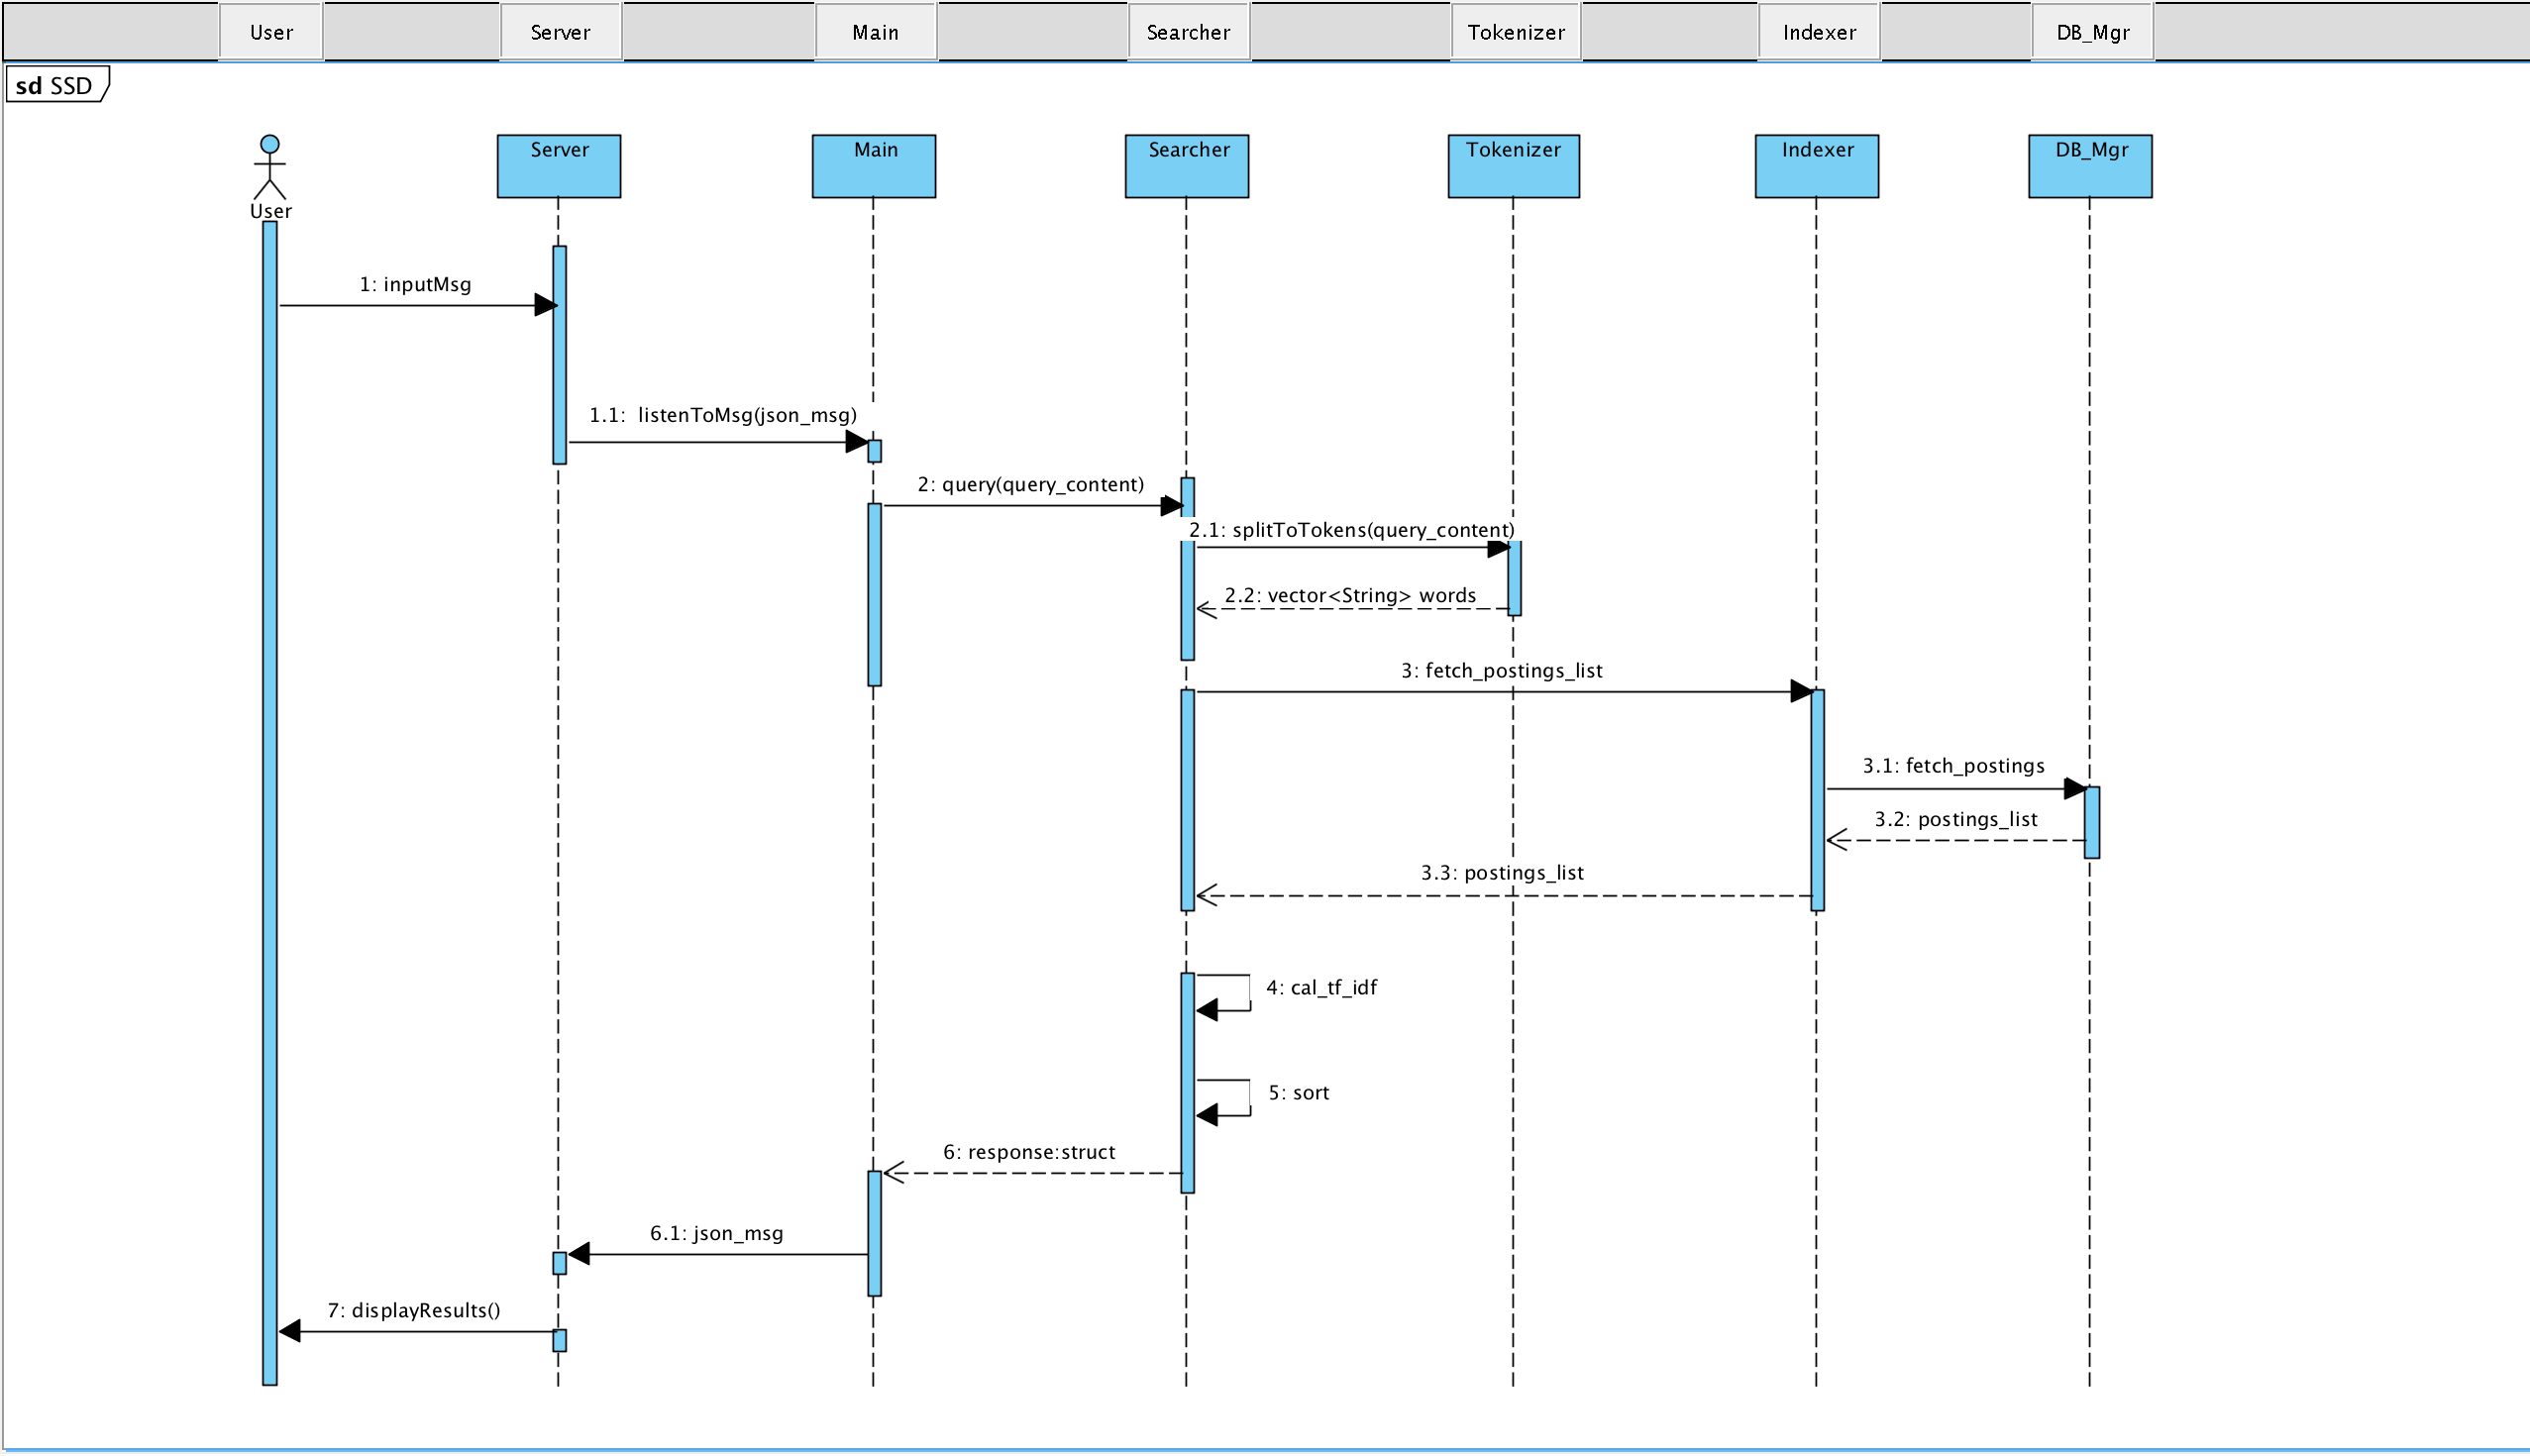 User Server Main Searcher Tokenizer Indexer DB_Mgr
sd SSD
Server Main Searcher Tokenizer Indexer DB_Mgr
User
1: inputMsg
1.1: listenToMsg(json_msg)
2: query(query_content)
2.1: splitToTokens(query_content)
2.2: vector<String> words
3: fetch_postings_list
3.1: fetch_postings
3.2: postings_list
3.3: postings_list
4: cal_tf_idf
5: sort
6: response:struct
6.1: json_msg
7: displayResults()